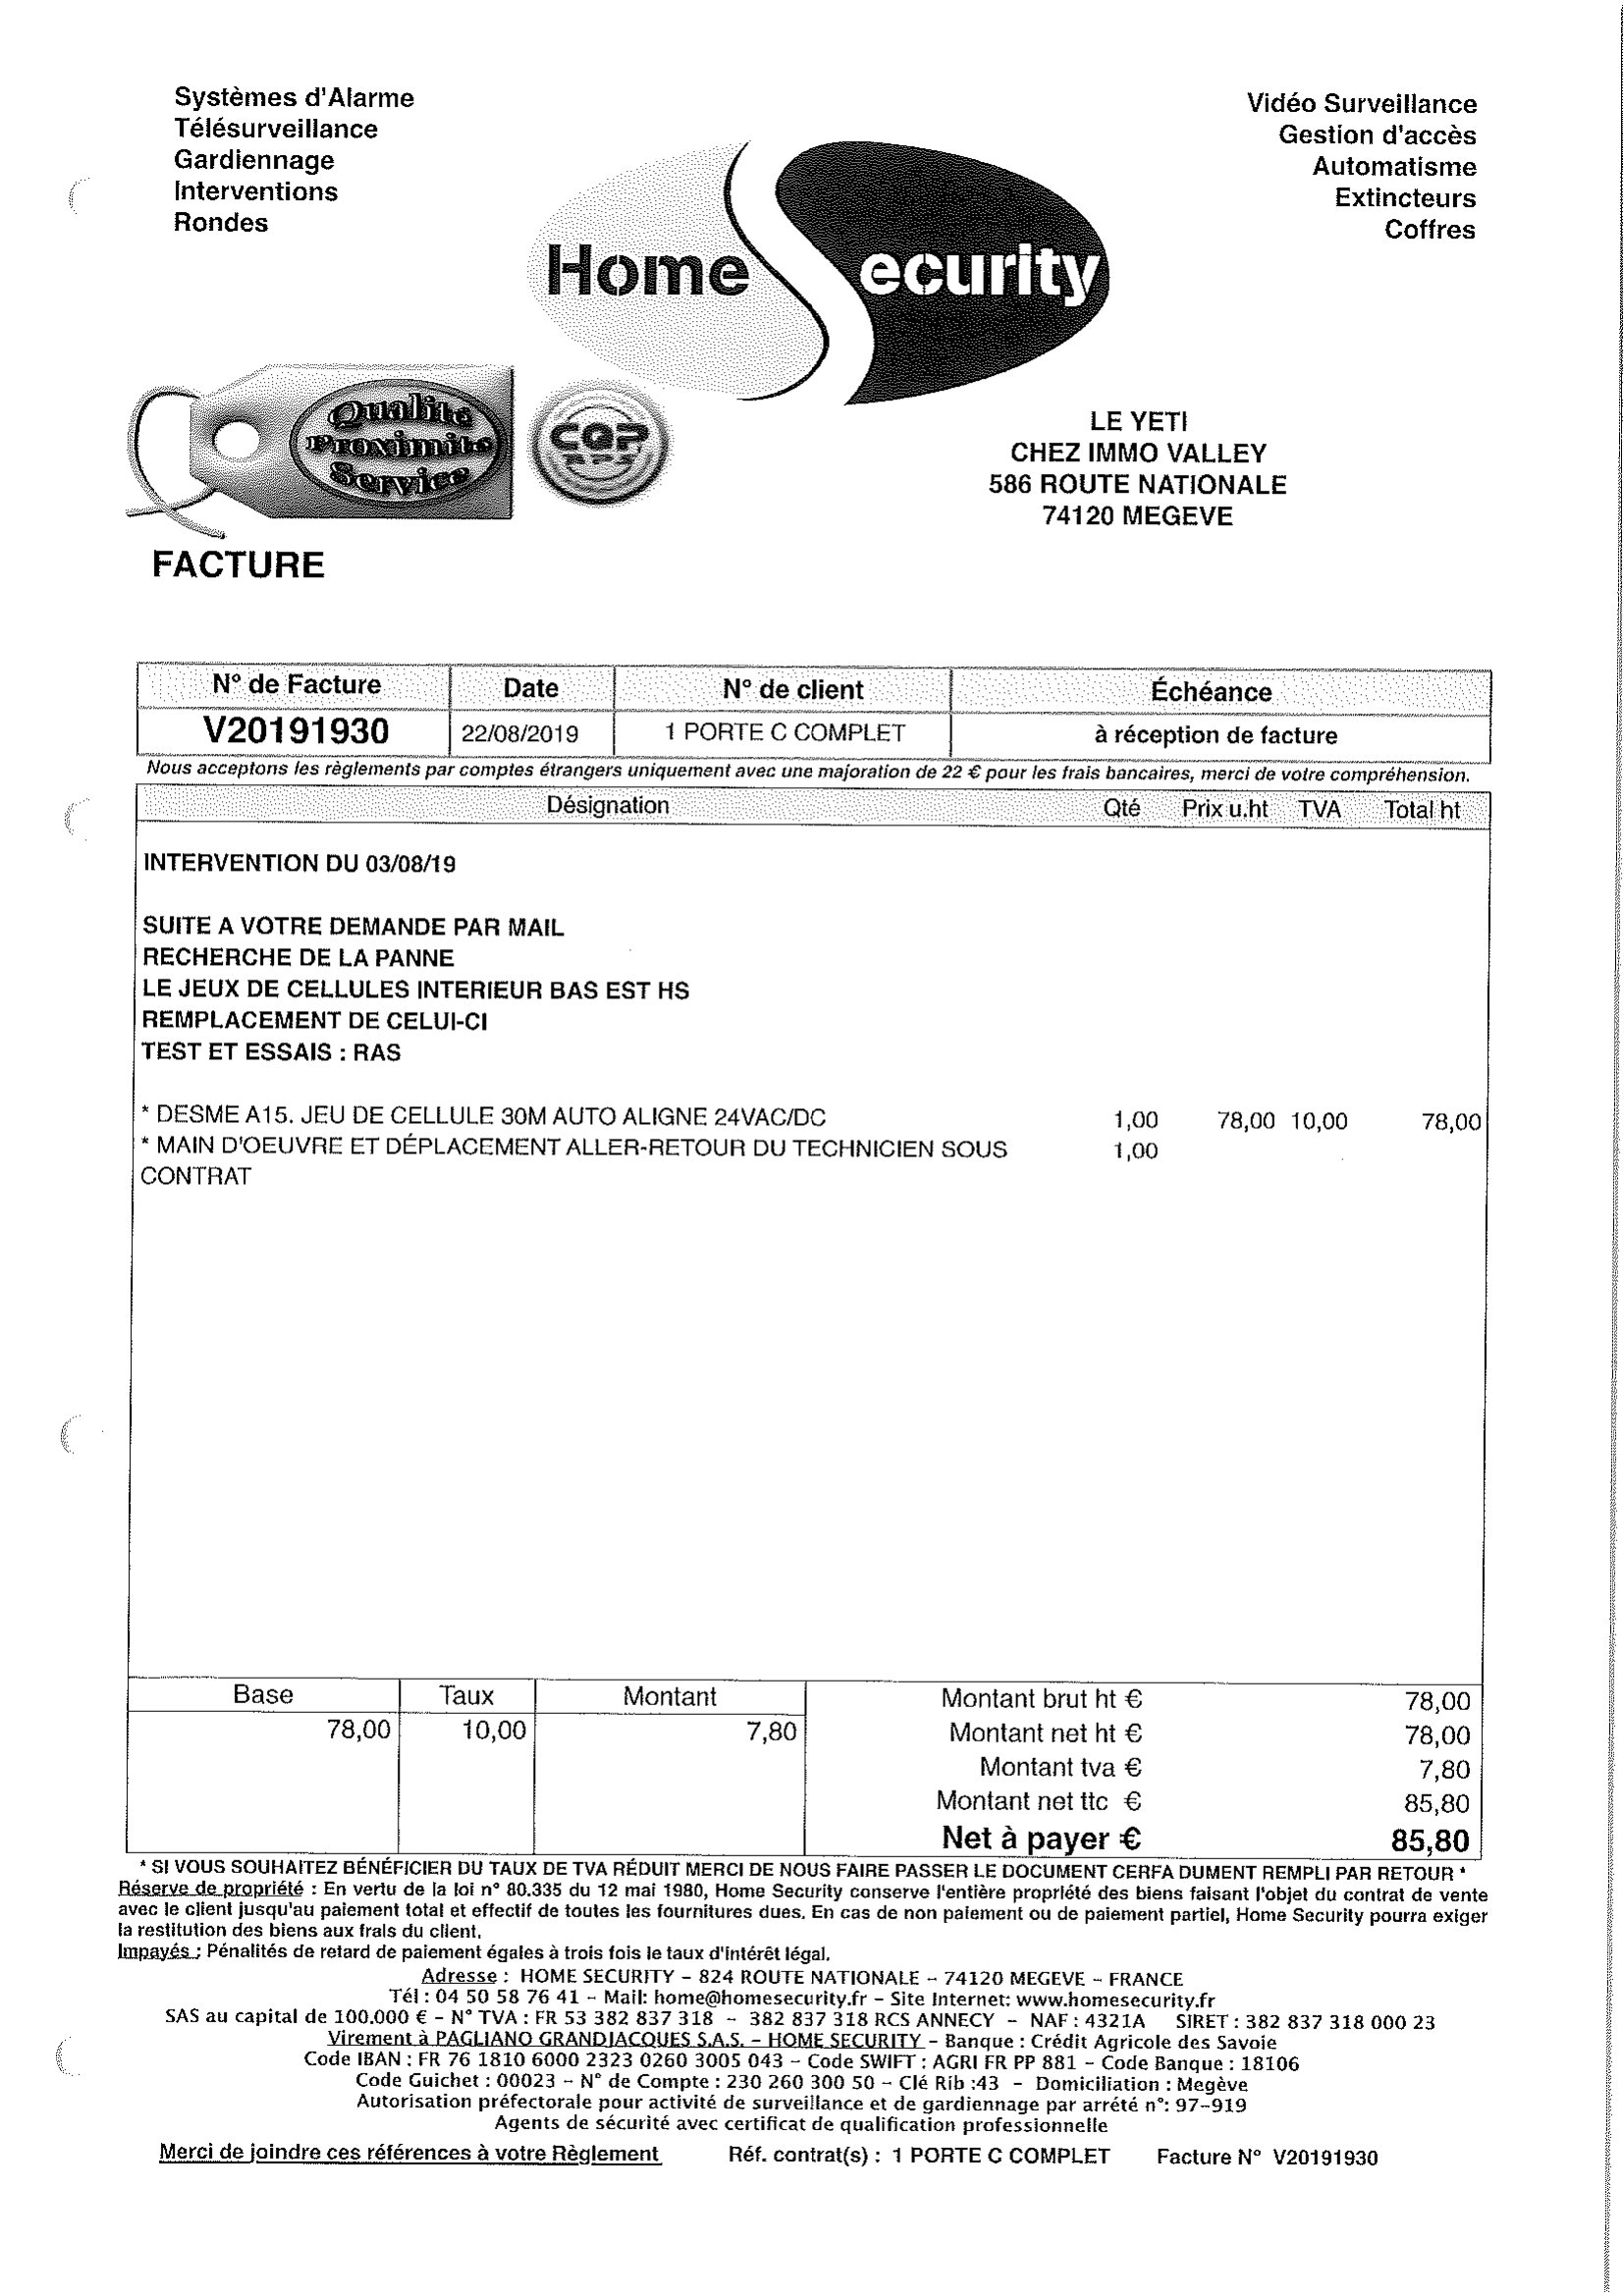 Systèmes d'Alarme
Télésurveillance
Gardiennage
Interventions
Rondes
Vidéo Surveillance
Gestion d'accès
Automatisme
Extincteurs
Coffres
Home Security
Qualité
Proximité
Service
CQP
APS
LE YETI
CHEZ IMMO VALLEY
586 ROUTE NATIONALE
74120 MEGEVE
FACTURE
N° de Facture Date N° de client Échéance
V20191930 22/08/2019 1 PORTE C COMPLET à réception de facture
Nous acceptons les règlements par comptes étrangers uniquement avec une majoration de 22 € pour les frais bancaires, merci de votre compréhension.
Désignation Qté Prix u.ht TVA Total ht
INTERVENTION DU 03/08/19
SUITE A VOTRE DEMANDE PAR MAIL
RECHERCHE DE LA PANNE
LE JEUX DE CELLULES INTERIEUR BAS EST HS
REMPLACEMENT DE CELUI-CI
TEST ET ESSAIS : RAS
* DESME A15. JEU DE CELLULE 30M AUTO ALIGNE 24VAC/DC 1,00 78,00 10,00 78,00
* MAIN D'OEUVRE ET DÉPLACEMENT ALLER-RETOUR DU TECHNICIEN SOUS 1,00
CONTRAT
Base Taux Montant Montant brut ht € 78,00
78,00 10,00 7,80 Montant net ht € 78,00
Montant tva € 7,80
Montant net ttc € 85,80
Net à payer € 85,80
* SI VOUS SOUHAITEZ BÉNÉFICIER DU TAUX DE TVA RÉDUIT MERCI DE NOUS FAIRE PASSER LE DOCUMENT CERFA DUMENT REMPLI PAR RETOUR *
Réserve de propriété : En vertu de la loi n° 80.335 du 12 mai 1980, Home Security conserve l'entière propriété des biens faisant l'objet du contrat de vente
avec le client jusqu'au paiement total et effectif de toutes les fournitures dues. En cas de non paiement ou de paiement partiel, Home Security pourra exiger
la restitution des biens aux frais du client.
Impayés : Pénalités de retard de paiement égales à trois fois le taux d'intérêt légal.
Adresse : HOME SECURITY - 824 ROUTE NATIONALE - 74120 MEGEVE - FRANCE
Tél : 04 50 58 76 41 - Mail: home@homesecurity.fr - Site Internet: www.homesecurity.fr
SAS au capital de 100.000 € - N° TVA : FR 53 382 837 318 - 382 837 318 RCS ANNECY - NAF : 4321A SIRET : 382 837 318 000 23
Virement à PAGLIANO GRANDJACQUES S.A.S. - HOME SECURITY - Banque : Crédit Agricole des Savoie
Code IBAN : FR 76 1810 6000 2323 0260 3005 043 - Code SWIFT : AGRI FR PP 881 - Code Banque : 18106
Code Guichet : 00023 - N° de Compte : 230 260 300 50 - Clé Rib :43 - Domiciliation : Megève
Autorisation préfectorale pour activité de surveillance et de gardiennage par arrété n°: 97-919
Agents de sécurité avec certificat de qualification professionnelle
Merci de joindre ces références à votre Règlement Réf. contrat(s) : 1 PORTE C COMPLET Facture N° V20191930